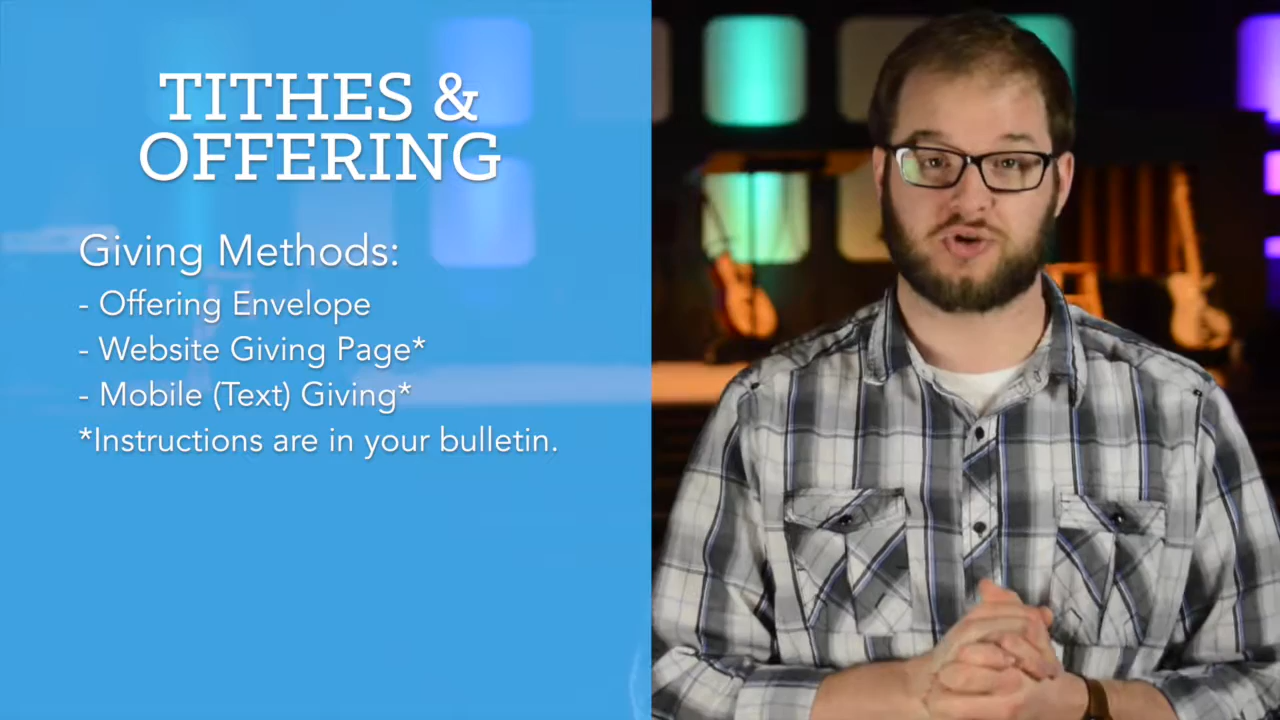 TITHES &
OFFERING
Giving Methods:
- Offering Envelope
- Website Giving Page*
- Mobile (Text) Giving*
*Instructions are in your bulletin.